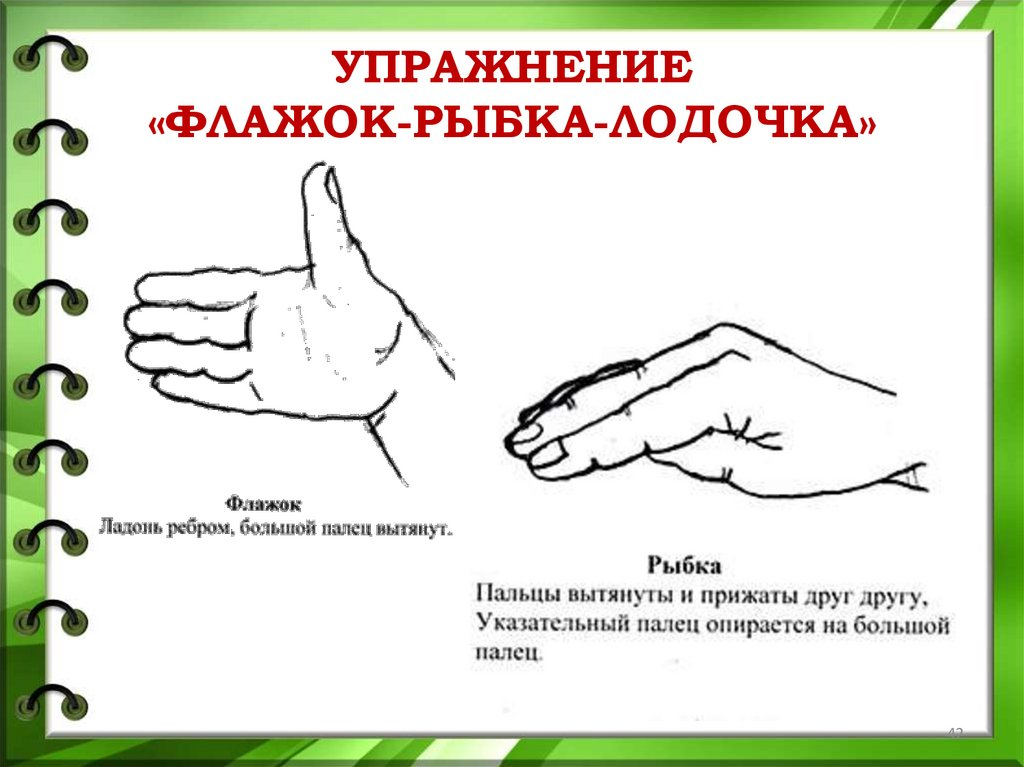 УПРАЖНЕНИЕ
«ФЛАЖОК-РЫБКА-ЛОДОЧКА»
Флажок
Ладонь ребром, большой палец вытянут.
Рыбка
Пальцы вытянуты и прижаты друг другу,
Указательный палец опирается на большой
палец.
42